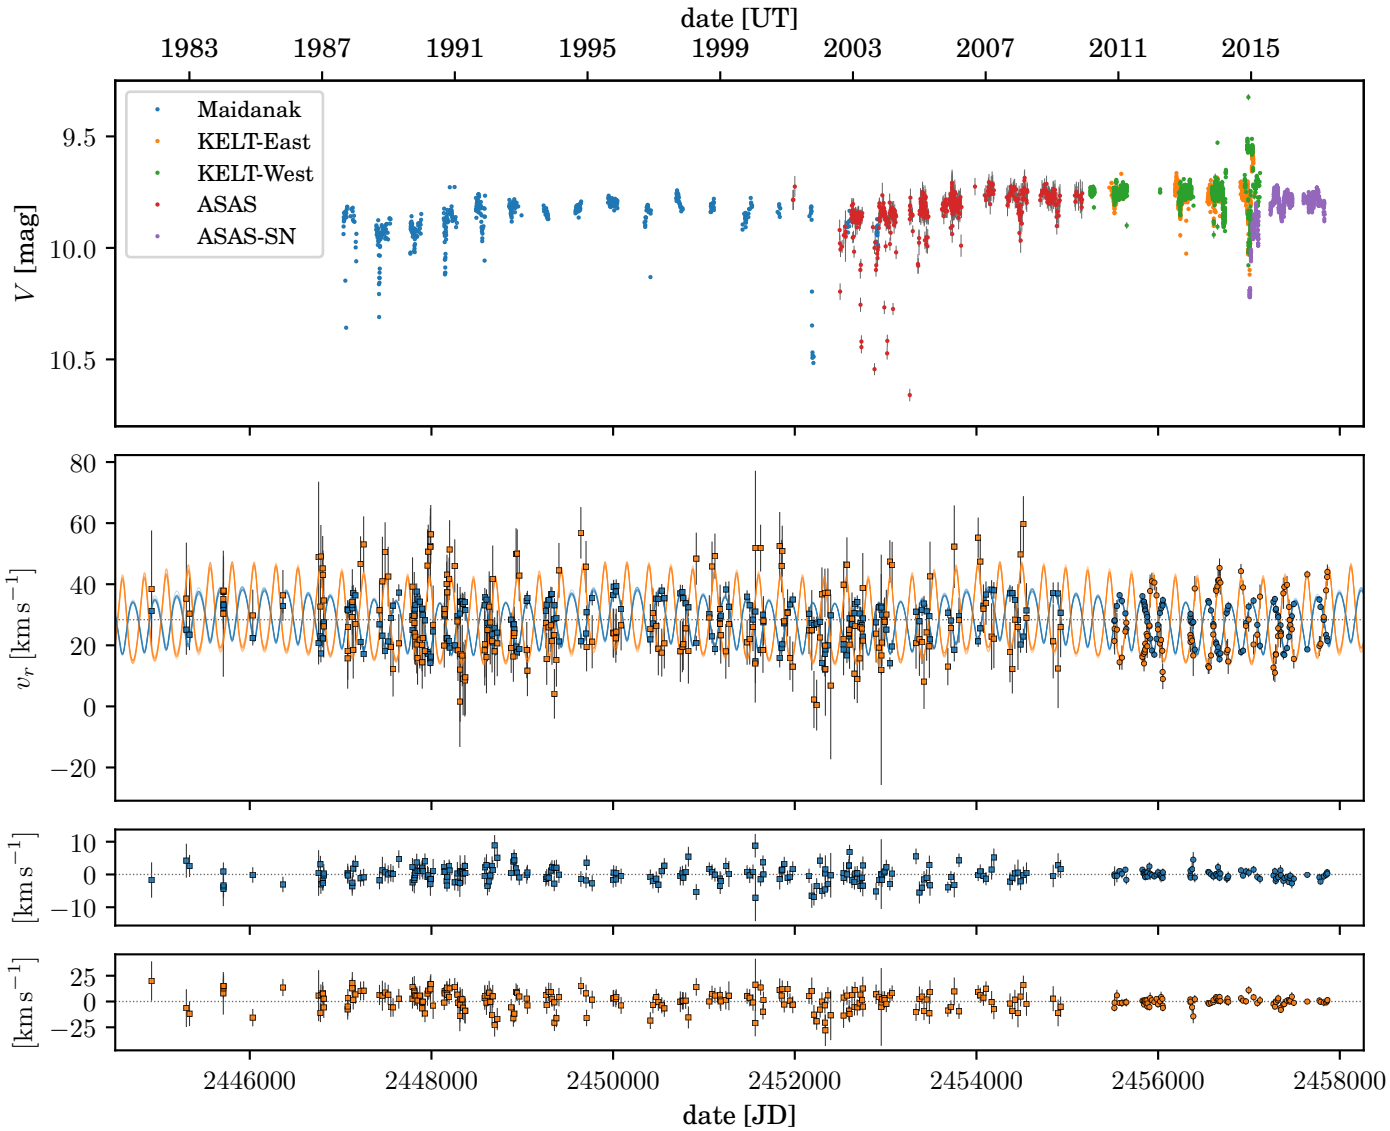 date [UT]
1983 1987 1991 1995 1999 2003 2007 2011 2015
Maidanak
KELT-East
KELT-West
ASAS
ASAS-SN
9.5
10.0
10.5
V [mag]
80
60
40
20
0
−20
v_r [km s⁻¹]
10
0
−10
[km s⁻¹]
25
0
−25
[km s⁻¹]
2446000 2448000 2450000 2452000 2454000 2456000 2458000
date [JD]